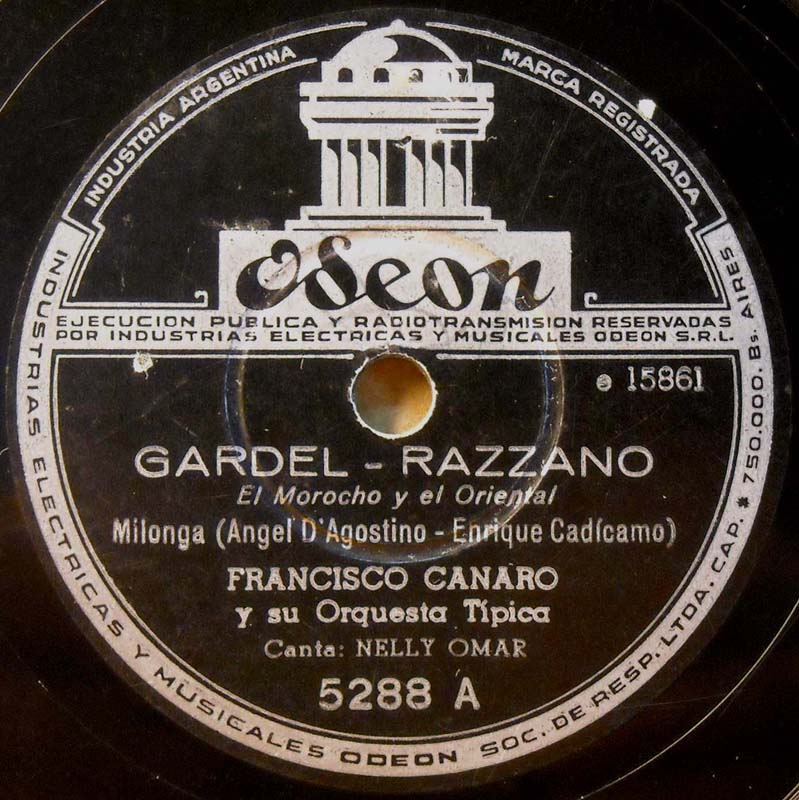 INDUSTRIA ARGENTINA
MARCA REGISTRADA
Odeon
EJECUCION PUBLICA Y RADIOTRANSMISION RESERVADAS
POR INDUSTRIAS ELECTRICAS Y MUSICALES ODEON S.R.L.
e 15861
GARDEL - RAZZANO
El Morocho y el Oriental
Milonga (Angel D'Agostino - Enrique Cadícamo)
FRANCISCO CANARO
y su Orquesta Típica
Canta: NELLY OMAR
5288 A
INDUSTRIAS ELECTRICAS Y MUSICALES ODEON SOC. DE RESP. LTDA. CAP. * 750.000. Bs. AIRES